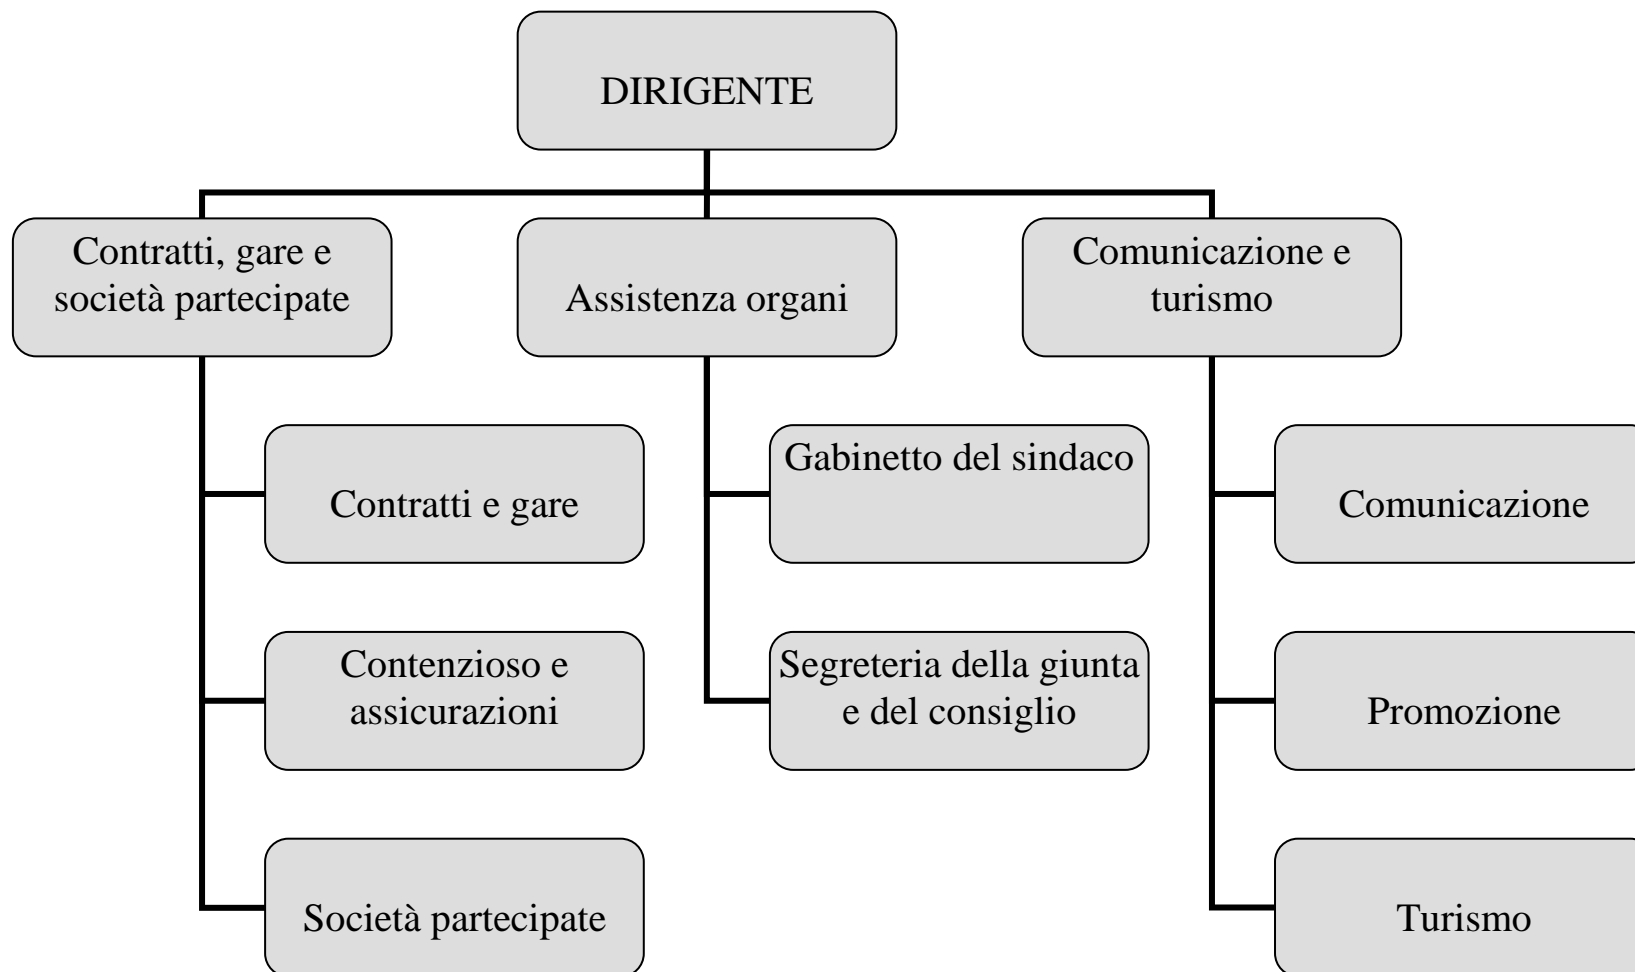 DIRIGENTE
Contratti, gare e
società partecipate
Assistenza organi
Comunicazione e
turismo
Contratti e gare
Gabinetto del sindaco
Comunicazione
Contenzioso e
assicurazioni
Segreteria della giunta
e del consiglio
Promozione
Società partecipate
Turismo